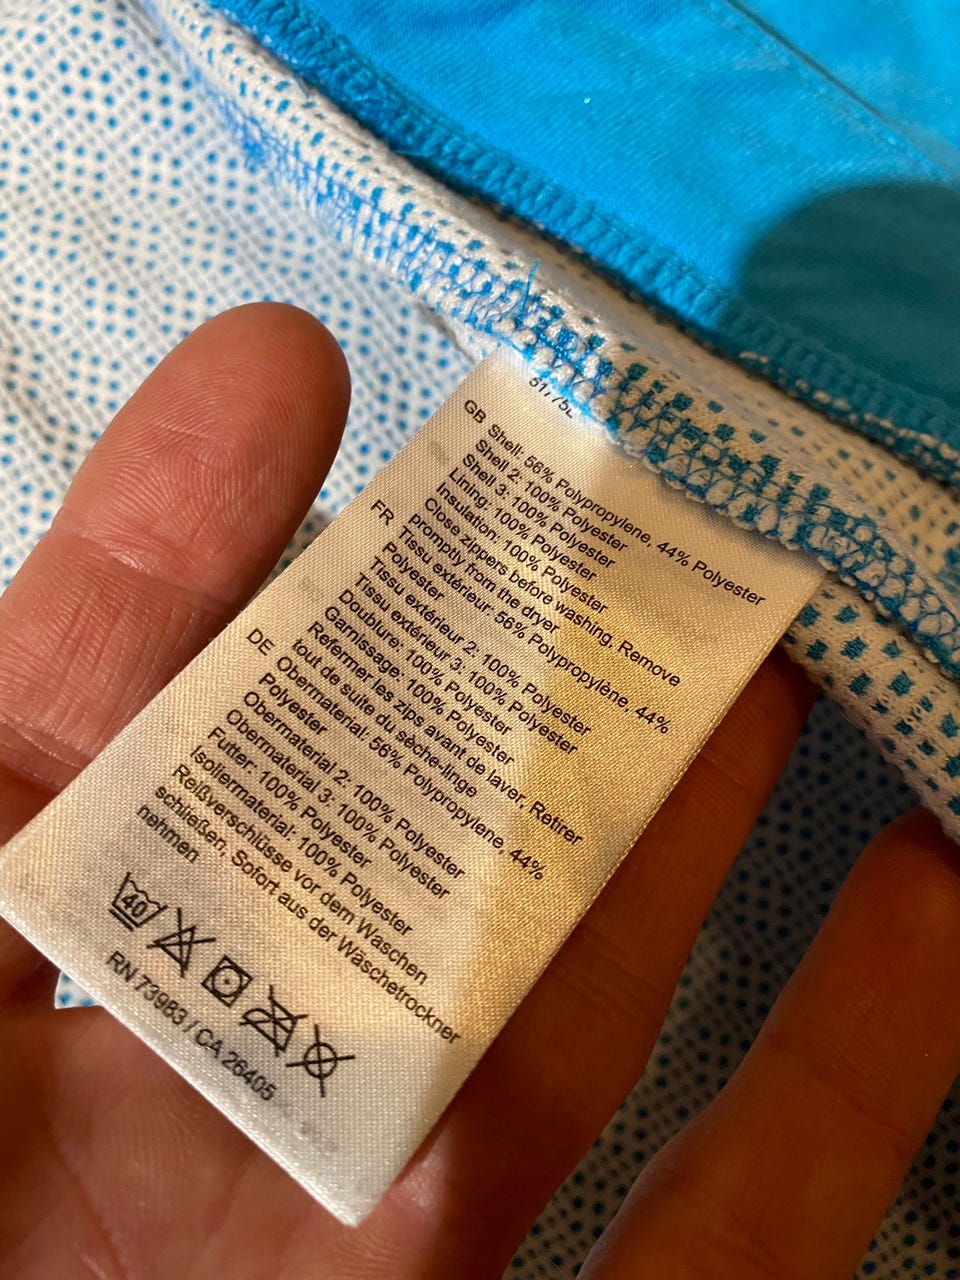 GB Shell: 56% Polypropylene, 44% Polyester
Shell 2: 100% Polyester
Shell 3: 100% Polyester
Lining: 100% Polyester
Insulation: 100% Polyester
Close zippers before washing, Remove
promptly from the dryer
FR Tissu extérieur: 56% Polypropylène, 44%
Polyester
Tissu extérieur 2: 100% Polyester
Tissu extérieur 3: 100% Polyester
Doublure: 100% Polyester
Garnissage: 100% Polyester
Refermer les zips avant de laver, Retirer
tout de suite du sèche-linge
DE Obermaterial: 56% Polypropylene, 44%
Polyester
Obermaterial 2: 100% Polyester
Obermaterial 3: 100% Polyester
Futter: 100% Polyester
Isoliermaterial: 100% Polyester
Reißverschlüsse vor dem Waschen
schließen, Sofort aus der Wäschetrockner
nehmen
40
RN 73983 / CA 26405